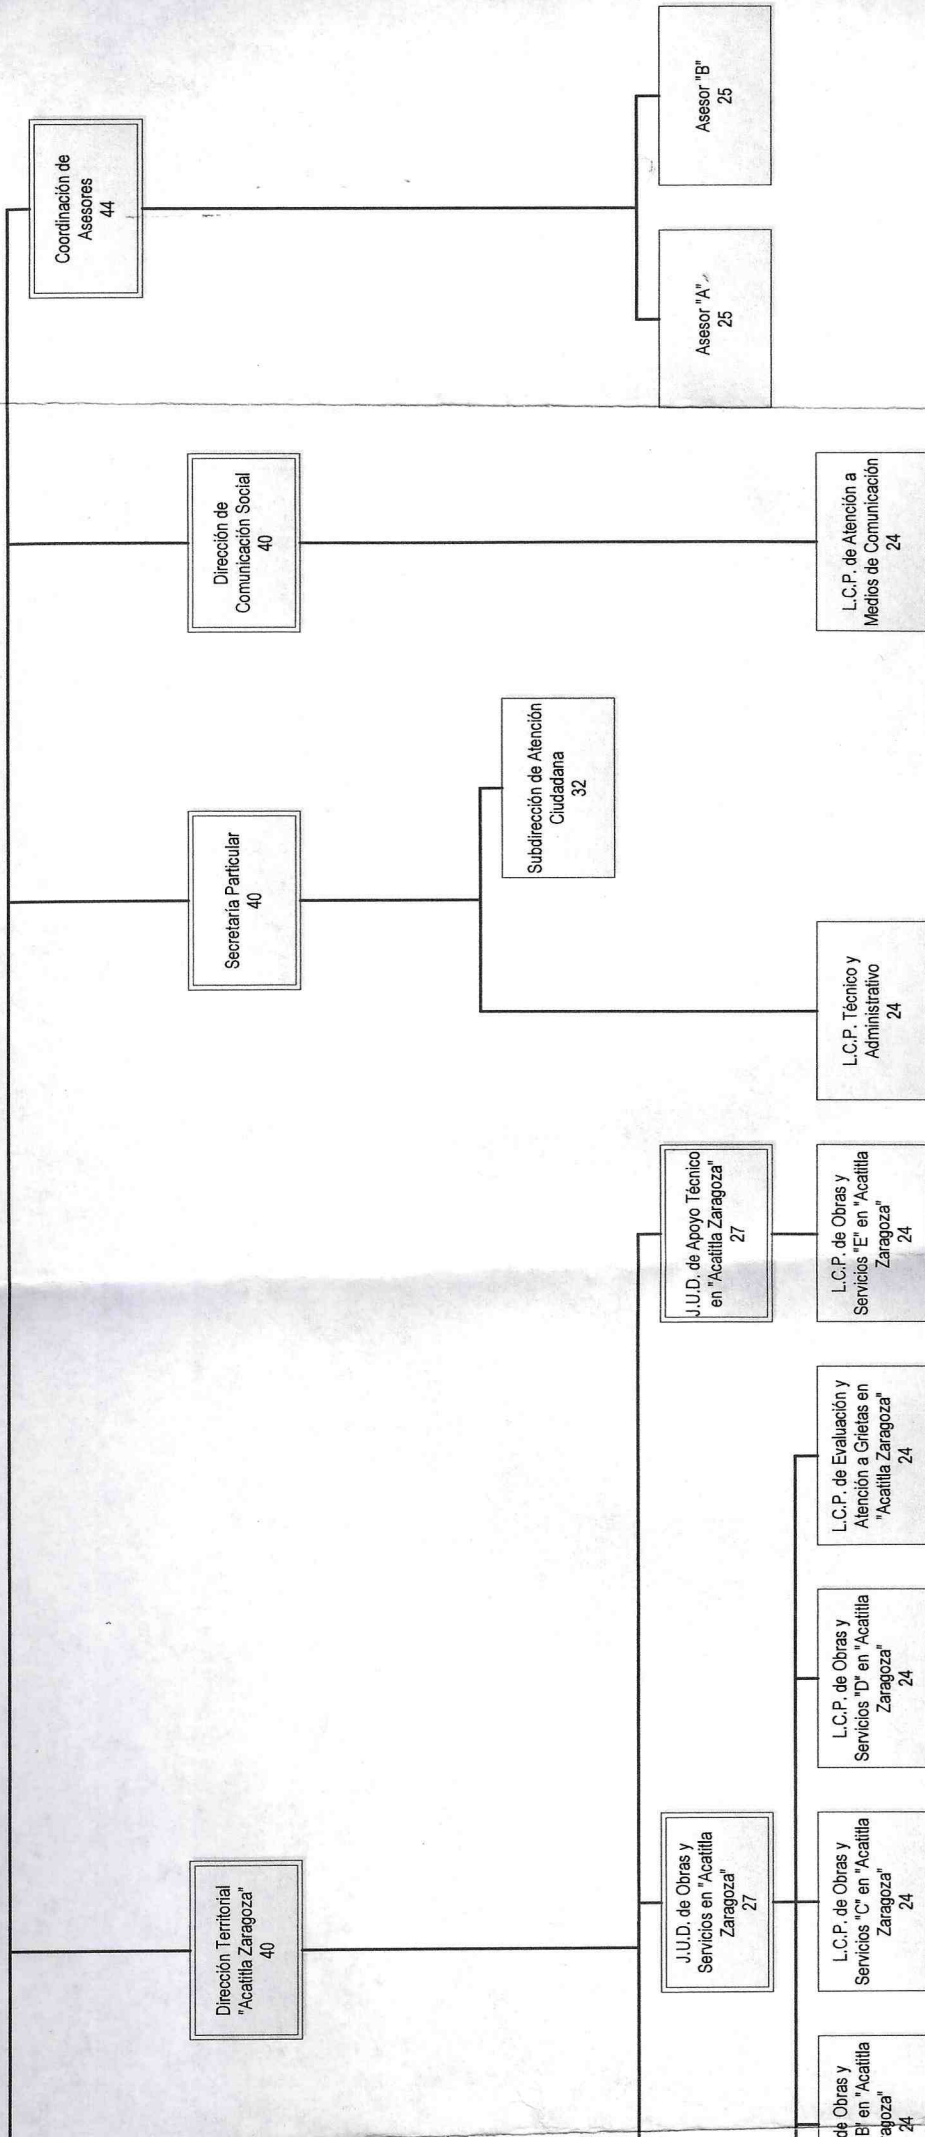 Coordinación de
Asesores
44
Dirección de
Comunicación Social
40
Secretaría Particular
40
Dirección Territorial
"Acatitla Zaragoza"
40
Subdirección de Atención
Ciudadana
32
Asesor "B"
25
Asesor "A"
25
J.U.D. de Apoyo Técnico
en "Acatitla Zaragoza"
27
J.U.D. de Obras y
Servicios en "Acatitla
Zaragoza"
27
L.C.P. de Atención a
Medios de Comunicación
24
L.C.P. Técnico y
Administrativo
24
L.C.P. de Obras y
Servicios "E" en "Acatitla
Zaragoza"
24
L.C.P. de Evaluación y
Atención a Grietas en
"Acatitla Zaragoza"
24
L.C.P. de Obras y
Servicios "D" en "Acatitla
Zaragoza"
24
L.C.P. de Obras y
Servicios "C" en "Acatitla
Zaragoza"
24
de Obras y
B" en "Acatitla
ragoza"
24